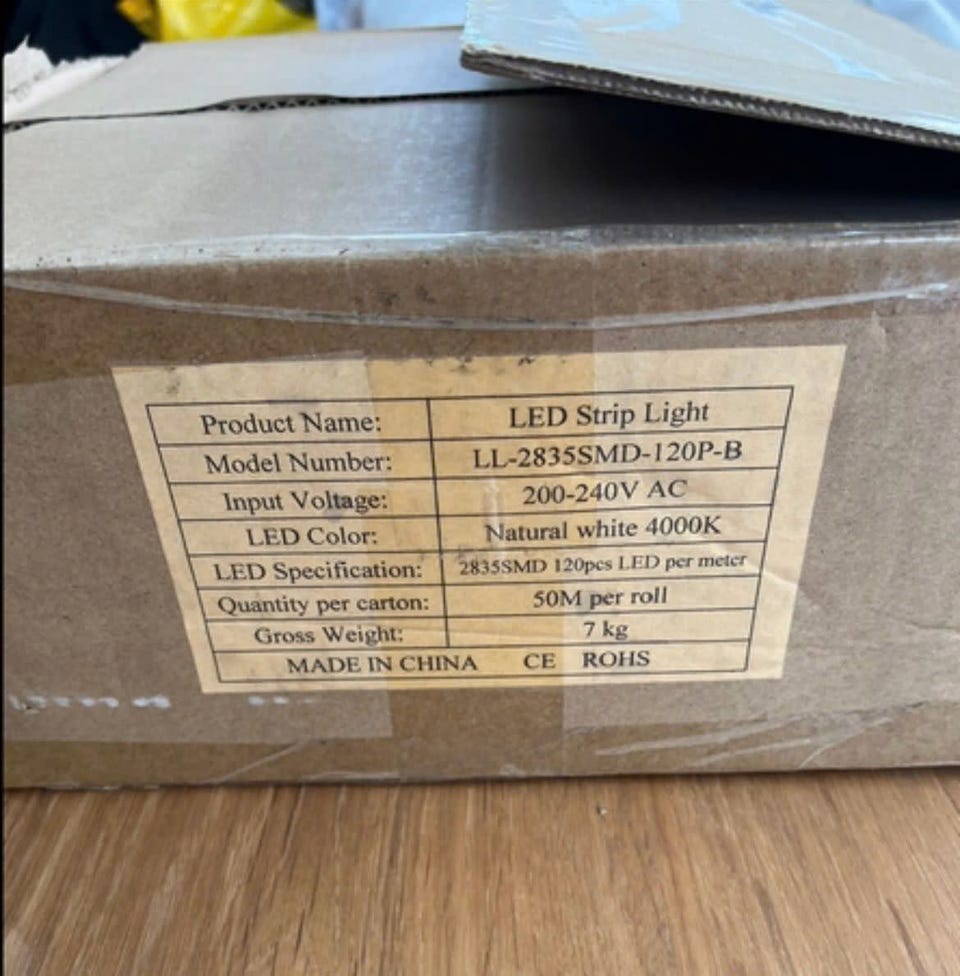 Product Name: LED Strip Light
Model Number: LL-2835SMD-120P-B
Input Voltage: 200-240V AC
LED Color: Natural white 4000K
LED Specification: 2835SMD 120pcs LED per meter
Quantity per carton: 50M per roll
Gross Weight: 7 kg
MADE IN CHINA CE ROHS